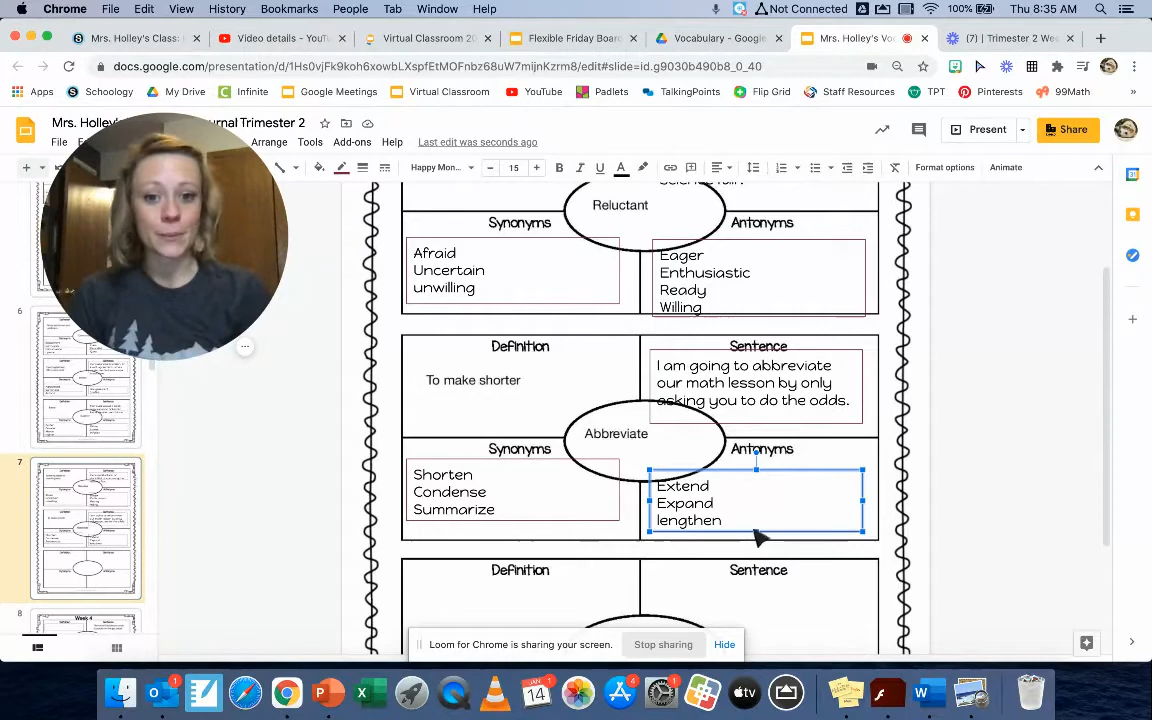 Chrome File Edit View History Bookmarks People Tab Window Help Not Connected 100% Thu 8:35 AM
Mrs. Holley's Class: Video details - YouT Virtual Classroom 20 Flexible Friday Board Vocabulary - Google Mrs. Holley's Voc (7) | Trimester 2 Wee
docs.google.com/presentation/d/1Hs0vjFk9koh6xowbLXspfEtMOFnbz68uW7mijnKzrm8/edit#slide=id.g9030b490b8_0_40
Apps Schoology My Drive Infinite Google Meetings Virtual Classroom YouTube Padlets TalkingPoints Flip Grid Staff Resources TPT Pinterests 99Math
Mrs. Holley' urnal Trimester 2
File Arrange Tools Add-ons Help Last edit was seconds ago
Present Share
Happy Mon... 15 B I U A Format options Animate
Reluctant
Synonyms Antonyms
Afraid
Uncertain
unwilling
Eager
Enthusiastic
Ready
Willing
Definition Sentence
To make shorter
I am going to abbreviate
our math lesson by only
asking you to do the odds.
Abbreviate
Synonyms Antonyms
Shorten
Condense
Summarize
Extend
Expand
lengthen
Definition Sentence
6
7
8
Week 4
Loom for Chrome is sharing your screen. Stop sharing Hide
JAN
14